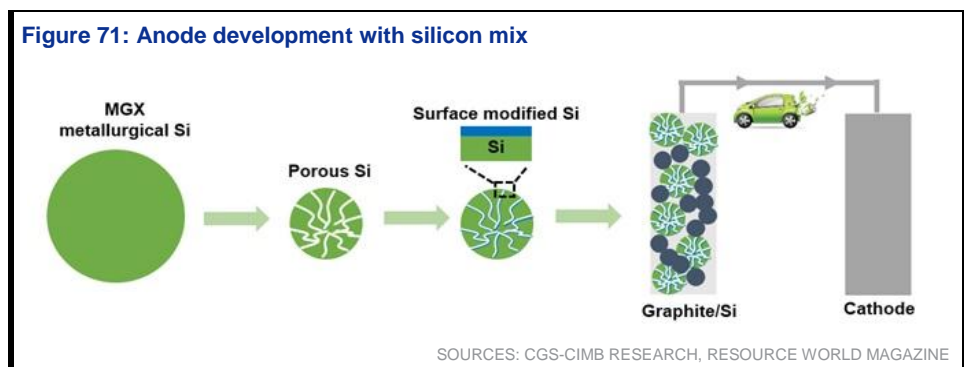 Figure 71: Anode development with silicon mix
MGX
metallurgical Si
Porous Si
Surface modified Si
Si
Graphite/Si
Cathode
SOURCES: CGS-CIMB RESEARCH, RESOURCE WORLD MAGAZINE